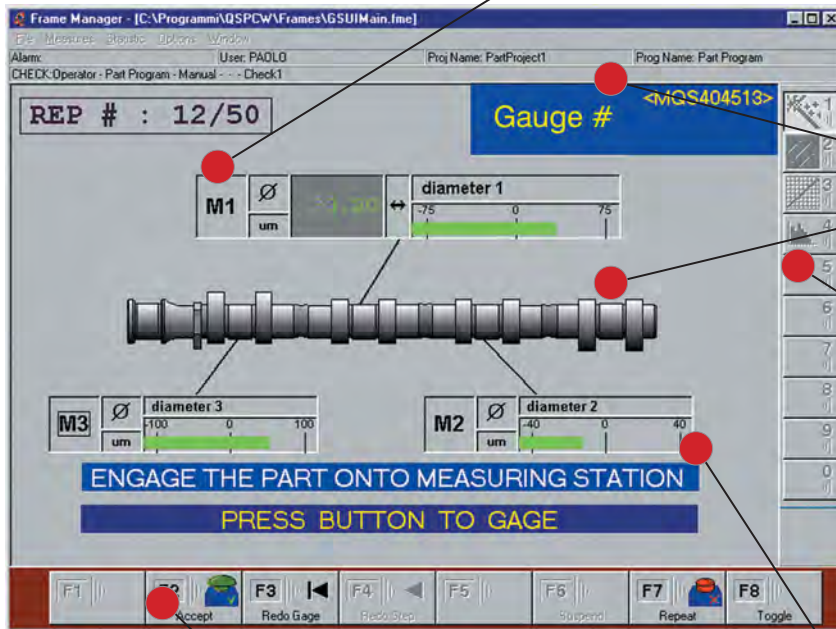 Frame Manager - [C:\Programmi\QSPCW\Frames\GSUIMain.fme]
File Measures Statistic Options Window
Alarm: User: PAOLO Proj Name: PartProject1 Prog Name: Part Program
CHECK:Operator - Part Program - Manual - - - Check1
REP # : 12/50
<MQS404513>
Gauge #
M1 Ø um
diameter 1
-75 0 75
M3 Ø um
diameter 3
-100 0 100
M2 Ø um
diameter 2
-40 0 40
ENGAGE THE PART ONTO MEASURING STATION
PRESS BUTTON TO GAGE
1
2
3
4
5
6
7
8
9
0
F1
F2 Accept
F3 Redo Gage
F4 Redo Step
F5
F6 Suspend
F7 Repeat
F8 Toggle